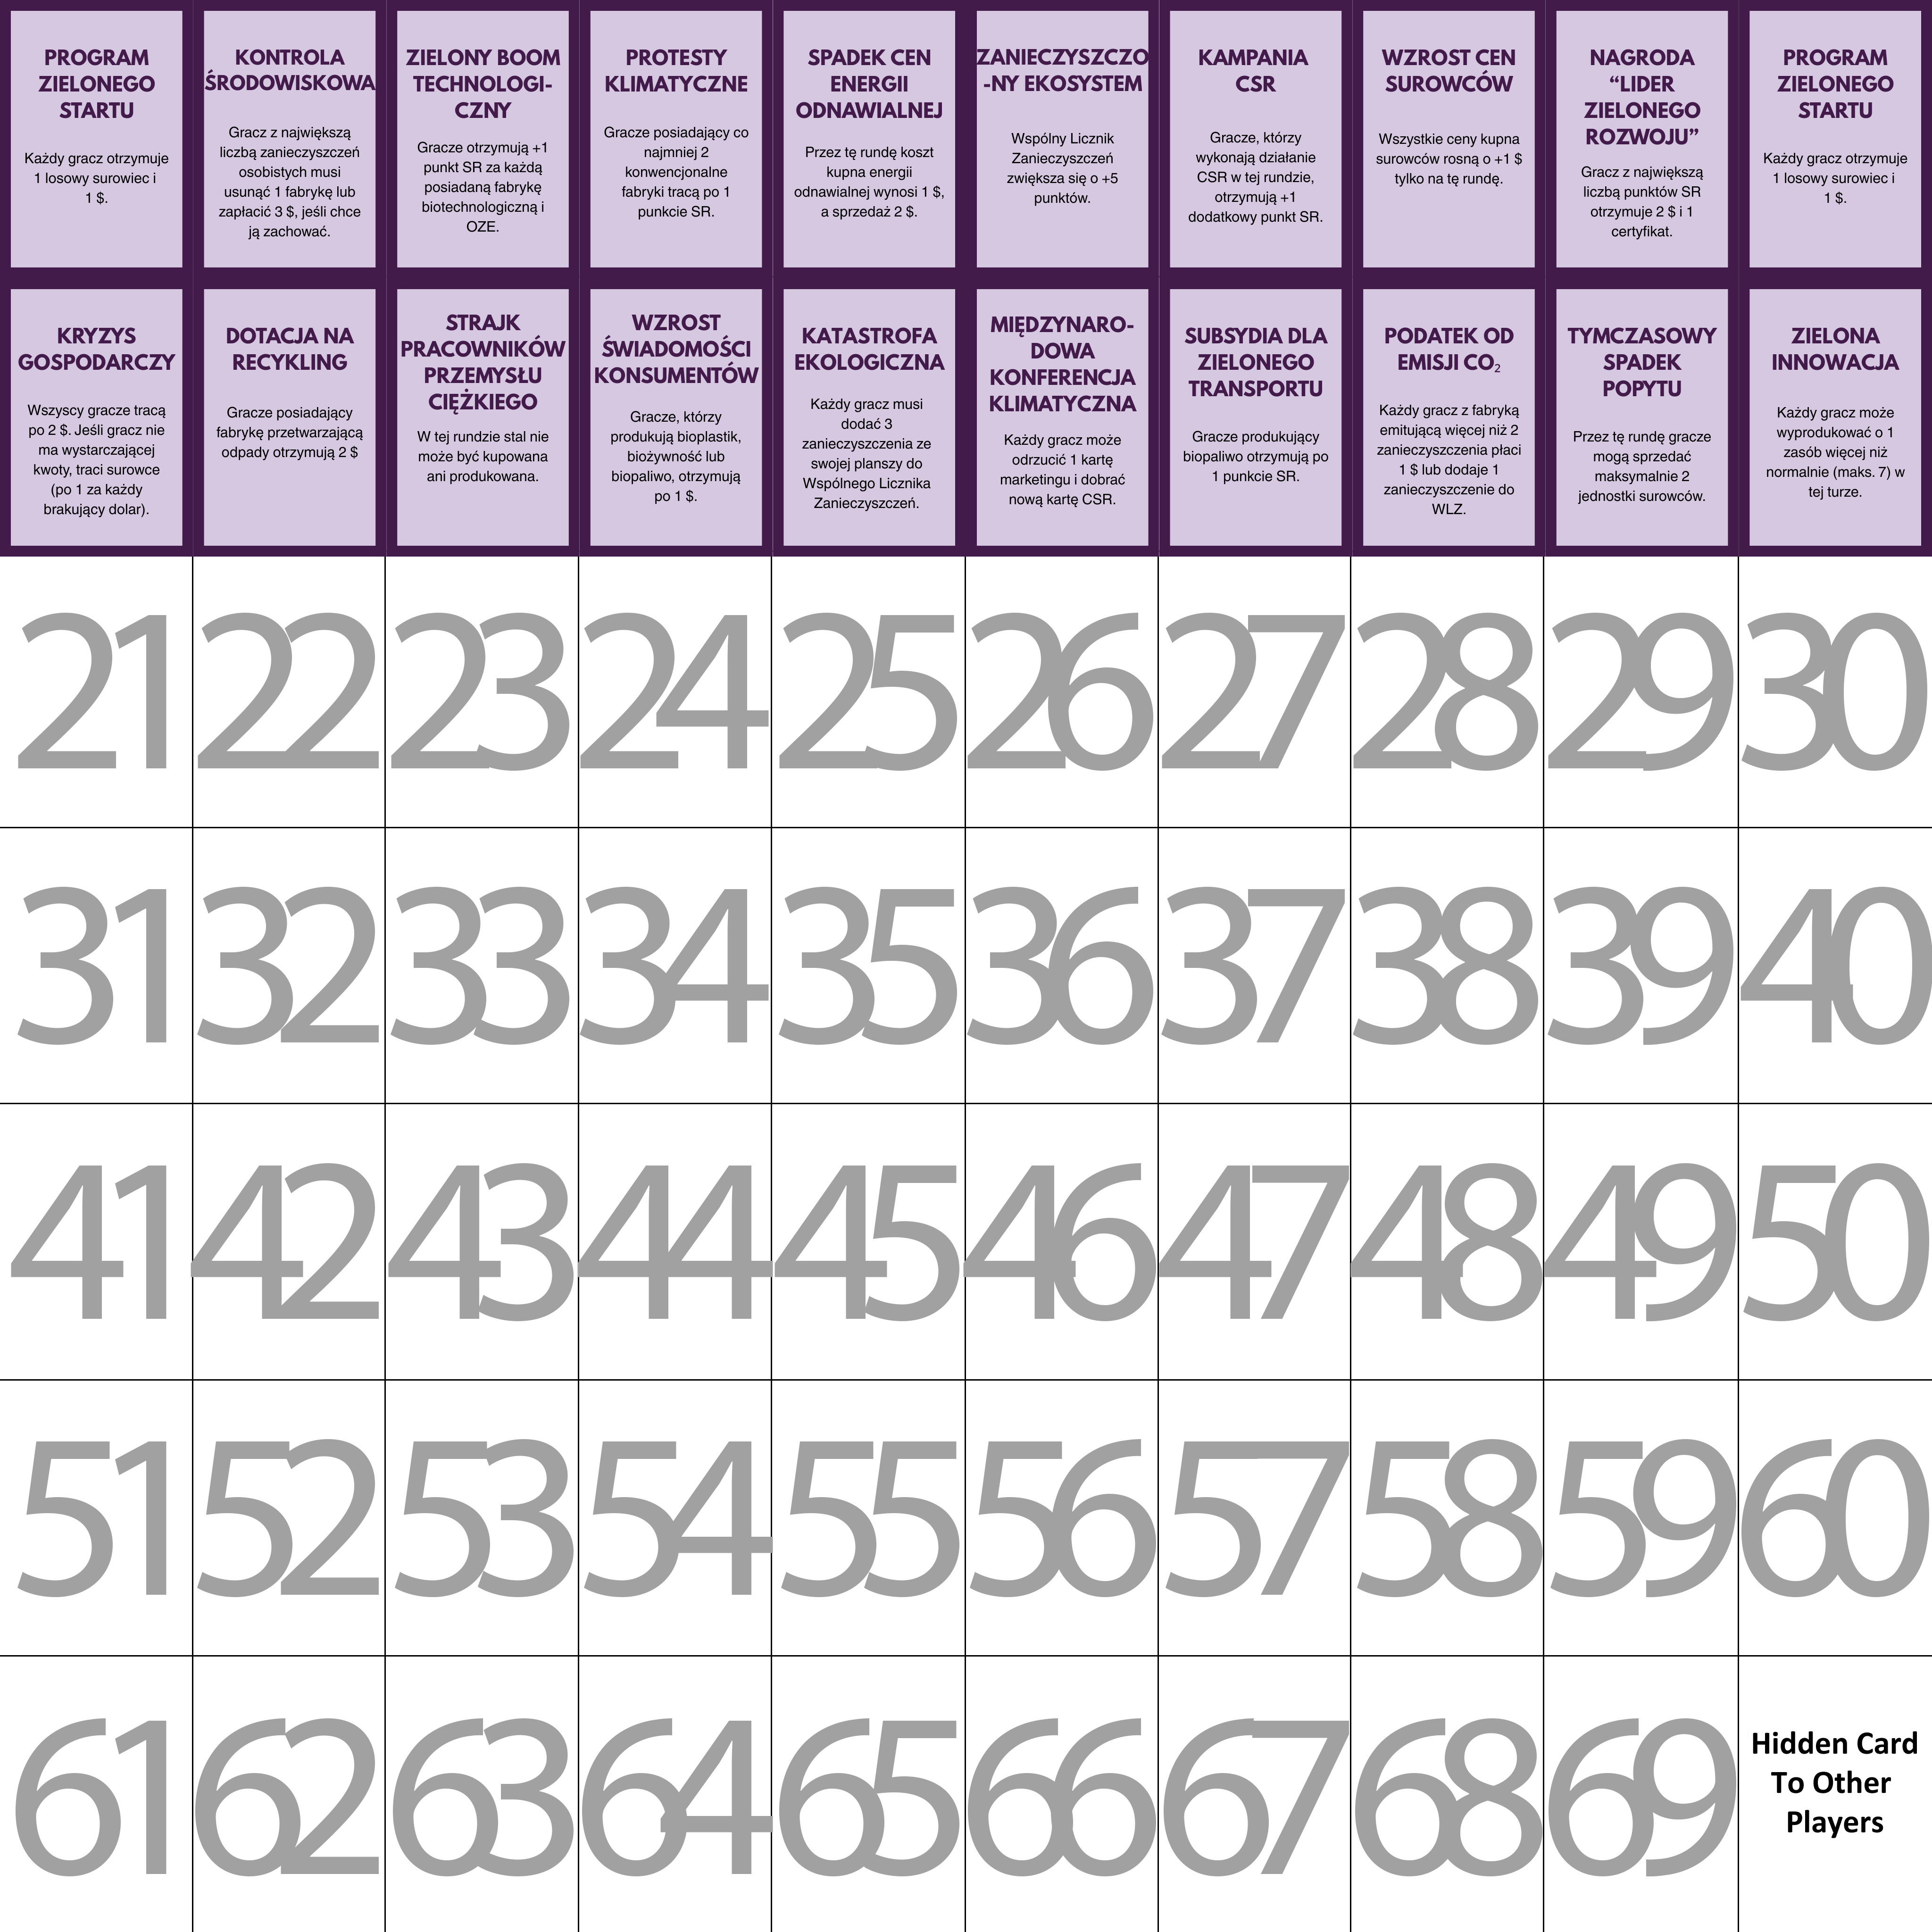 PROGRAM
ZIELONEGO
STARTU
Każdy gracz otrzymuje
1 losowy surowiec i
1 $.
KONTROLA
ŚRODOWISKOWA
Gracz z największą
liczbą zanieczyszczeń
osobistych musi
usunąć 1 fabrykę lub
zapłacić 3 $, jeśli chce
ją zachować.
ZIELONY BOOM
TECHNOLOGI-
CZNY
Gracze otrzymują +1
punkt SR za każdą
posiadaną fabrykę
biotechnologiczną i
OZE.
PROTESTY
KLIMATYCZNE
Gracze posiadający co
najmniej 2
konwencjonalne
fabryki tracą po 1
punkcie SR.
SPADEK CEN
ENERGII
ODNAWIALNEJ
Przez tę rundę koszt
kupna energii
odnawialnej wynosi 1 $,
a sprzedaż 2 $.
ZANIECZYSZCZO
-NY EKOSYSTEM
Wspólny Licznik
Zanieczyszczeń
zwiększa się o +5
punktów.
KAMPANIA
CSR
Gracze, którzy
wykonają działanie
CSR w tej rundzie,
otrzymują +1
dodatkowy punkt SR.
WZROST CEN
SUROWCÓW
Wszystkie ceny kupna
surowców rosną o +1 $
tylko na tę rundę.
NAGRODA
“LIDER
ZIELONEGO
ROZWOJU”
Gracz z największą
liczbą punktów SR
otrzymuje 2 $ i 1
certyfikat.
PROGRAM
ZIELONEGO
STARTU
Każdy gracz otrzymuje
1 losowy surowiec i
1 $.
KRYZYS
GOSPODARCZY
Wszyscy gracze tracą
po 2 $. Jeśli gracz nie
ma wystarczającej
kwoty, traci surowce
(po 1 za każdy
brakujący dolar).
DOTACJA NA
RECYKLING
Gracze posiadający
fabrykę przetwarzającą
odpady otrzymują 2 $
STRAJK
PRACOWNIKÓW
PRZEMYSŁU
CIĘŻKIEGO
W tej rundzie stal nie
może być kupowana
ani produkowana.
WZROST
ŚWIADOMOŚCI
KONSUMENTÓW
Gracze, którzy
produkują bioplastik,
biożywność lub
biopaliwo, otrzymują
po 1 $.
KATASTROFA
EKOLOGICZNA
Każdy gracz musi
dodać 3
zanieczyszczenia ze
swojej planszy do
Wspólnego Licznika
Zanieczyszczeń.
MIĘDZYNARO-
DOWA
KONFERENCJA
KLIMATYCZNA
Każdy gracz może
odrzucić 1 kartę
marketingu i dobrać
nową kartę CSR.
SUBSYDIA DLA
ZIELONEGO
TRANSPORTU
Gracze produkujący
biopaliwo otrzymują po
1 punkcie SR.
PODATEK OD
EMISJI CO₂
Każdy gracz z fabryką
emitującą więcej niż 2
zanieczyszczenia płaci
1 $ lub dodaje 1
zanieczyszczenie do
WLZ.
TYMCZASOWY
SPADEK
POPYTU
Przez tę rundę gracze
mogą sprzedać
maksymalnie 2
jednostki surowców.
ZIELONA
INNOWACJA
Każdy gracz może
wyprodukować o 1
zasób więcej niż
normalnie (maks. 7) w
tej turze.
21 22 23 24 25 26 27 28 29 30
31 32 33 34 35 36 37 38 39 40
41 42 43 44 45 46 47 48 49 50
51 52 53 54 55 56 57 58 59 60
61 62 63 64 65 66 67 68 69
Hidden Card
To Other
Players